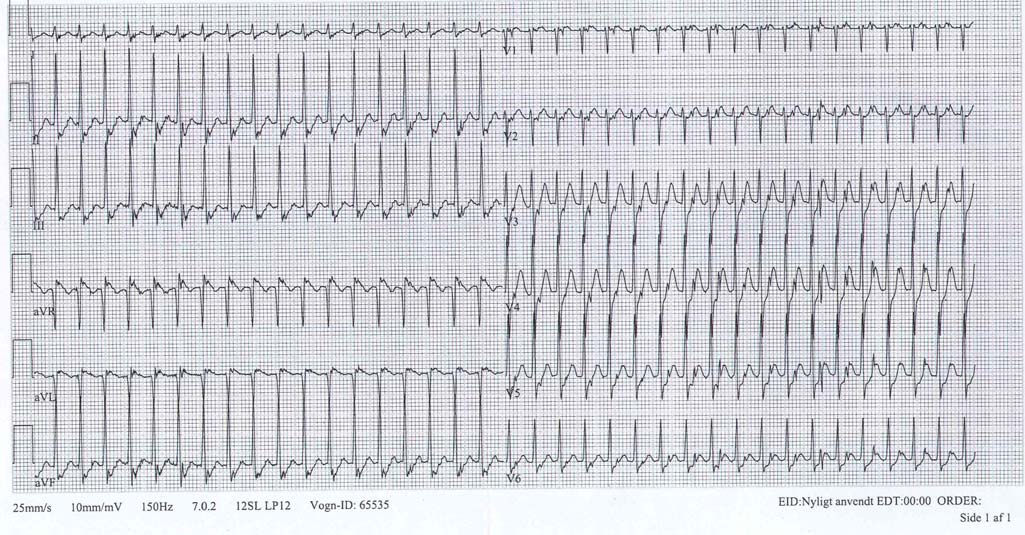 V1
II
V2
III
V3
aVR
V4
aVL
V5
aVF
V6
25mm/s 10mm/mV 150Hz 7.0.2 12SL LP12 Vogn-ID: 65535
EID:Nyligt anvendt EDT:00:00 ORDER:
Side 1 af 1